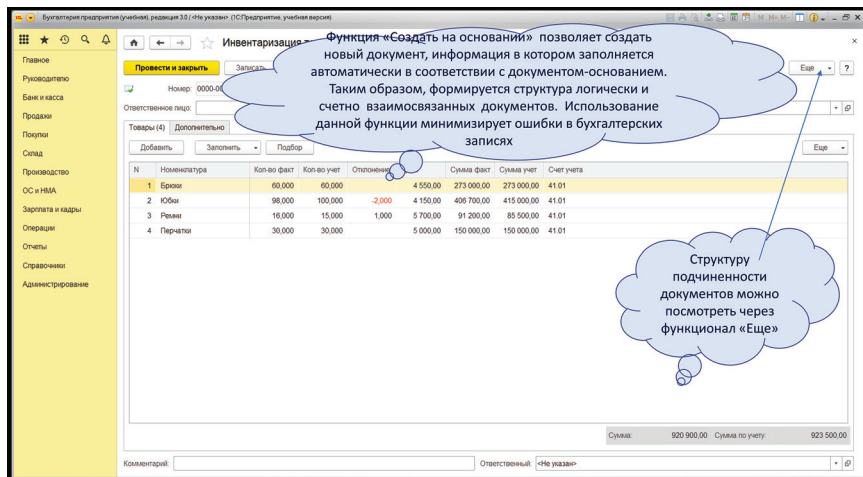 Бухгалтерия предприятия (учебная), редакция 3.0 / <Не указан> (1С:Предприятие, учебная версия)
M M+ M-
Главное
Руководителю
Банк и касса
Продажи
Покупки
Склад
Производство
ОС и НМА
Зарплата и кадры
Операции
Отчеты
Справочники
Администрирование
Инвентаризация
Провести и закрыть Записать Еще ?
Номер: 0000-00
Ответственное лицо:
Товары (4) Дополнительно
Добавить Заполнить Подбор Еще
N Номенклатура Кол-во факт Кол-во учет Отклонение Сумма факт Сумма учет Счет учета
1 Брюки 60,000 60,000 4 550,00 273 000,00 273 000,00 41.01
2 Юбки 98,000 100,000 -2,000 4 150,00 406 700,00 415 000,00 41.01
3 Ремни 16,000 15,000 1,000 5 700,00 91 200,00 85 500,00 41.01
4 Перчатки 30,000 30,000 5 000,00 150 000,00 150 000,00 41.01
Сумма: 920 900,00 Сумма по учету: 923 500,00
Комментарий: Ответственный: <Не указан>
Функция «Создать на основании» позволяет создать
новый документ, информация в котором заполняется
автоматически в соответствии с документом-основанием.
Таким образом, формируется структура логически и
счетно взаимосвязанных документов. Использование
данной функции минимизирует ошибки в бухгалтерских
записях
Структуру
подчиненности
документов можно
посмотреть через
функционал «Еще»